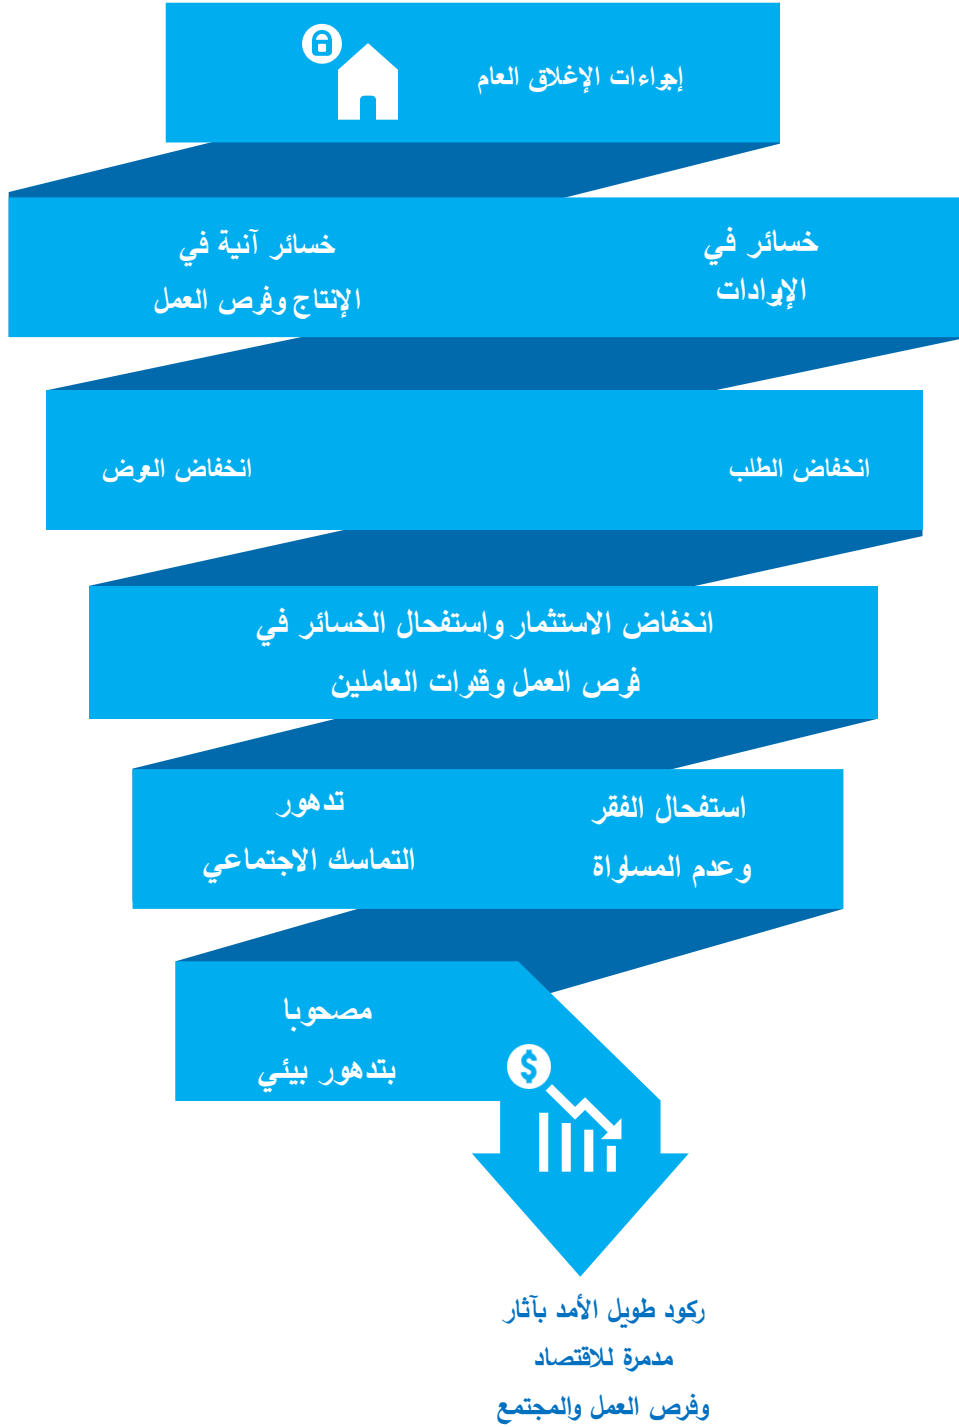 إجراءات الإغلاق العام
خسائر في
الإيرادات
خسائر آنية في
الإنتاج وفرص العمل
انخفاض الطلب
انخفاض العرض
انخفاض الاستثمار واستفحال الخسائر في
فرص العمل وقدرات العاملين
استفحال الفقر
وعدم المساواة
تدهور
التماسك الاجتماعي
مصحوبا
بتدهور بيئي
$
ركود طويل الأمد بآثار
مدمرة للاقتصاد
وفرص العمل والمجتمع